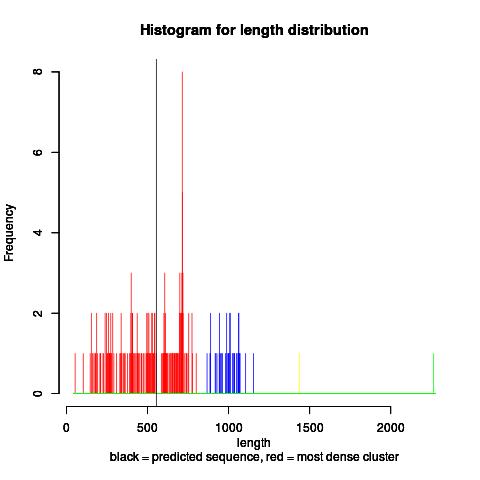 Histogram for length distribution
Frequency
8
6
4
2
0
0 500 1000 1500 2000
length
black = predicted sequence, red = most dense cluster